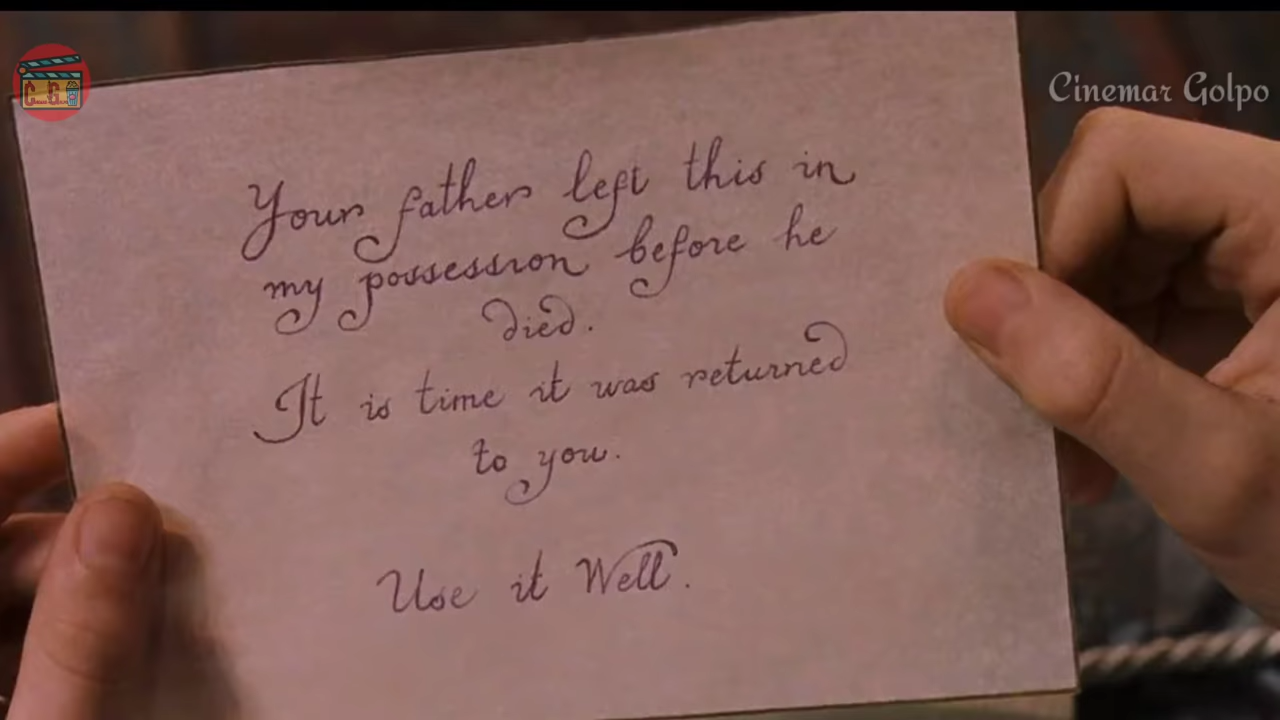 Cinemar Golpo
C.G
Your father left this in
my possession before he
died.
It is time it was returned
to you.
Use it Well.